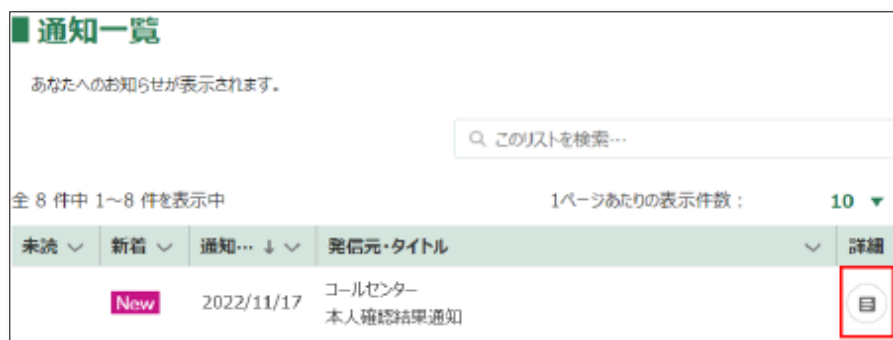 通知一覧
あなたへのお知らせが表示されます。
このリストを検索…
全 8 件中 1～8 件を表示中 1ページあたりの表示件数： 10
未読 新着 通知… ↓ 発信元・タイトル 詳細
New 2022/11/17 コールセンター
本人確認結果通知